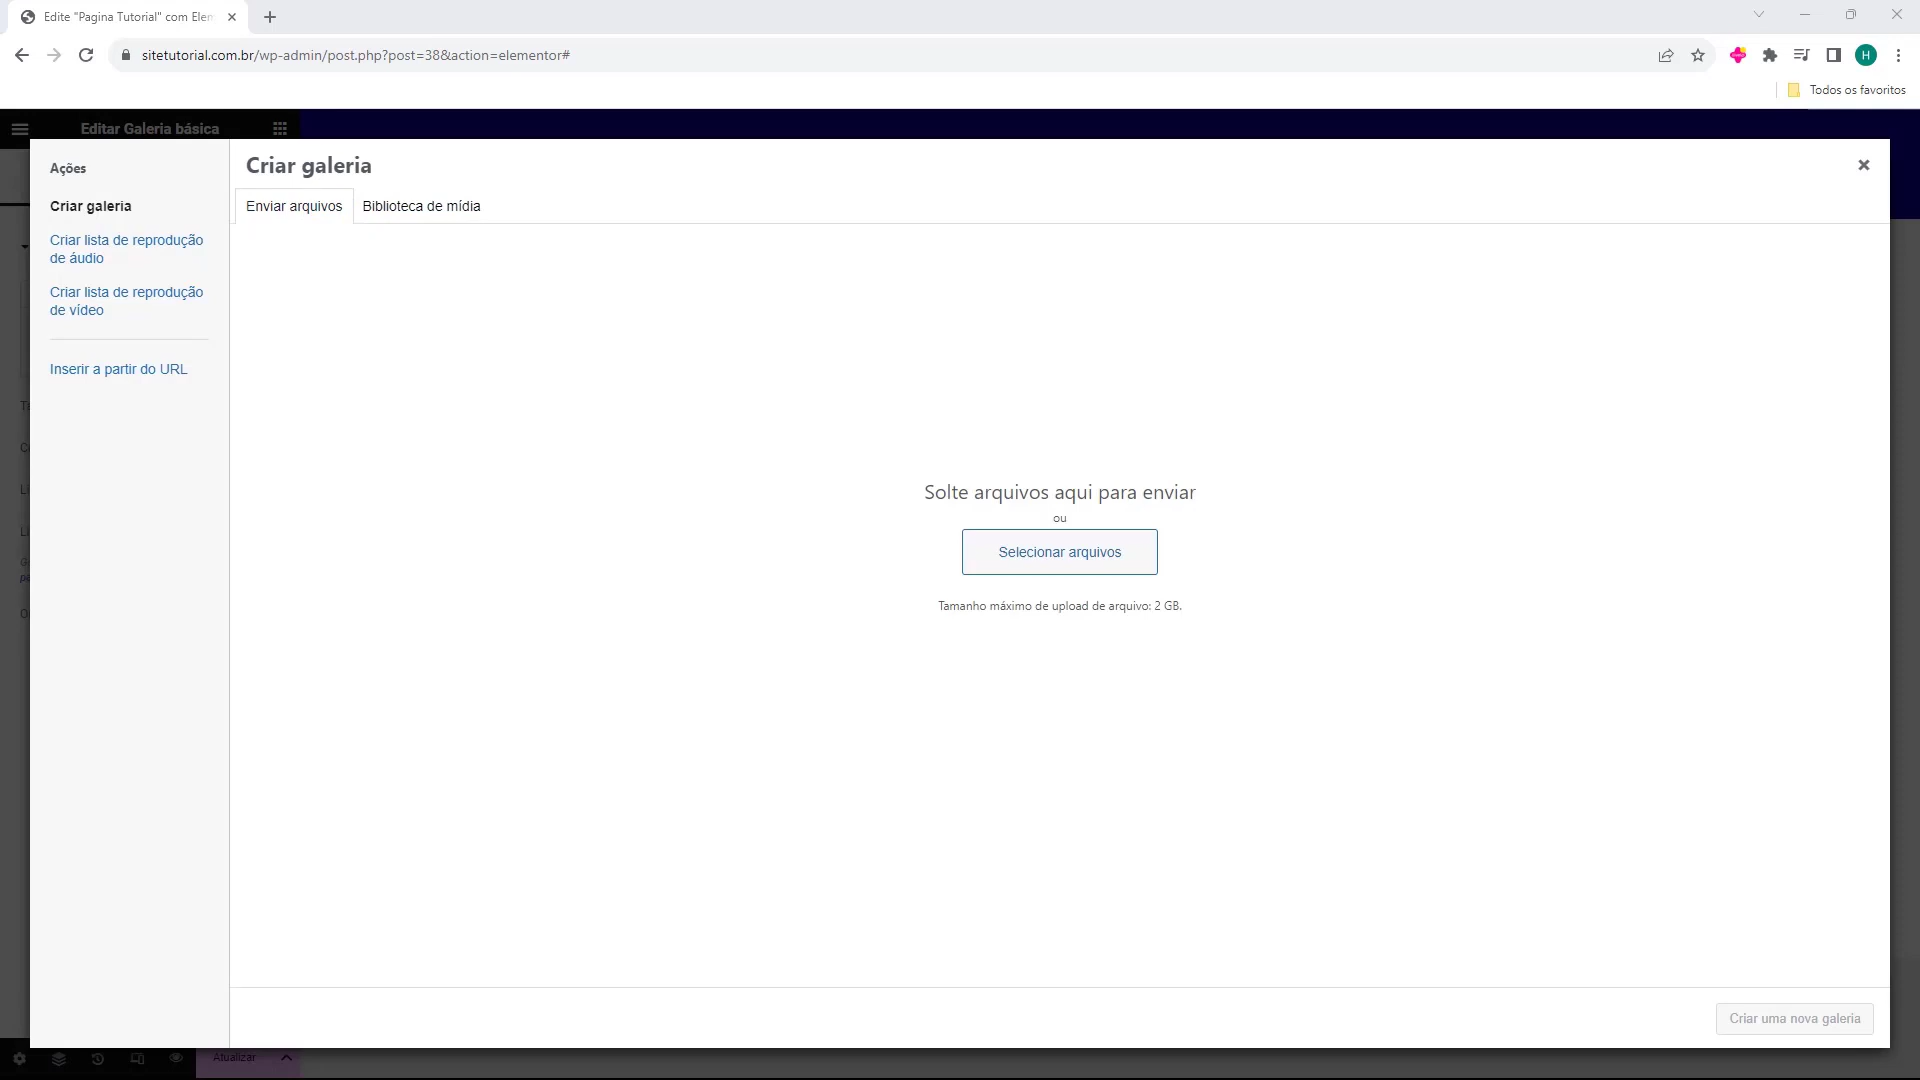 Edite "Pagina Tutorial" com Elem
sitetutorial.com.br/wp-admin/post.php?post=38&action=elementor#
H
Todos os favoritos
Editar Galeria básica
Ações
Criar galeria
Criar lista de reprodução
de áudio
Criar lista de reprodução
de vídeo
Inserir a partir do URL
Criar galeria
Enviar arquivos
Biblioteca de mídia
Solte arquivos aqui para enviar
ou
Selecionar arquivos
Tamanho máximo de upload de arquivo: 2 GB.
Criar uma nova galeria
Atualizar